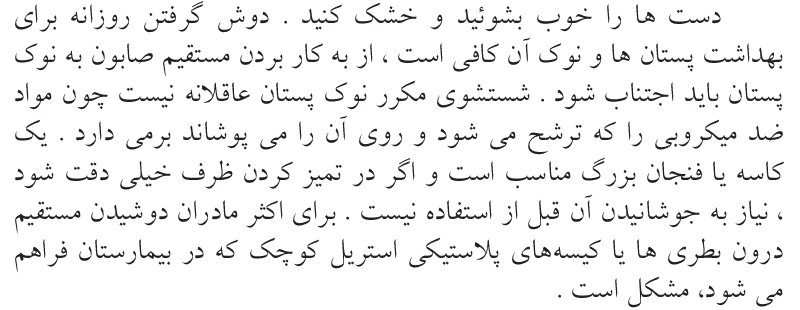 دست ها را خوب بشوئید و خشک کنید . دوش گرفتن روزانه برای
بهداشت پستان ها و نوک آن کافی است ، از به کار بردن مستقیم صابون به نوک
پستان باید اجتناب شود . شستشوی مکرر نوک پستان عاقلانه نیست چون مواد
ضد میکروبی را که ترشح می شود و روی آن را می پوشاند برمی دارد . یک
کاسه یا فنجان بزرگ مناسب است و اگر در تمیز کردن ظرف خیلی دقت شود
، نیاز به جوشانیدن آن قبل از استفاده نیست . برای اکثر مادران دوشیدن مستقیم
درون بطری ها یا کیسه‌های پلاستیکی استریل کوچک که در بیمارستان فراهم
می شود، مشکل است .